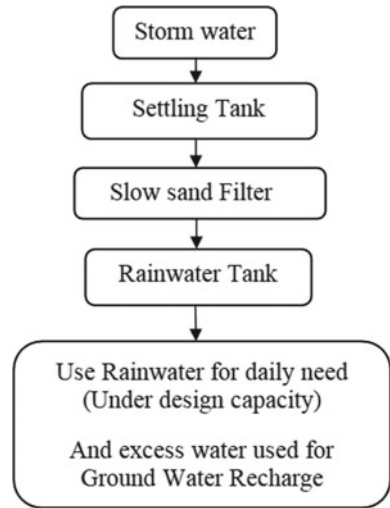 Storm water
Settling Tank
Slow sand Filter
Rainwater Tank
Use Rainwater for daily need
(Under design capacity)
And excess water used for
Ground Water Recharge